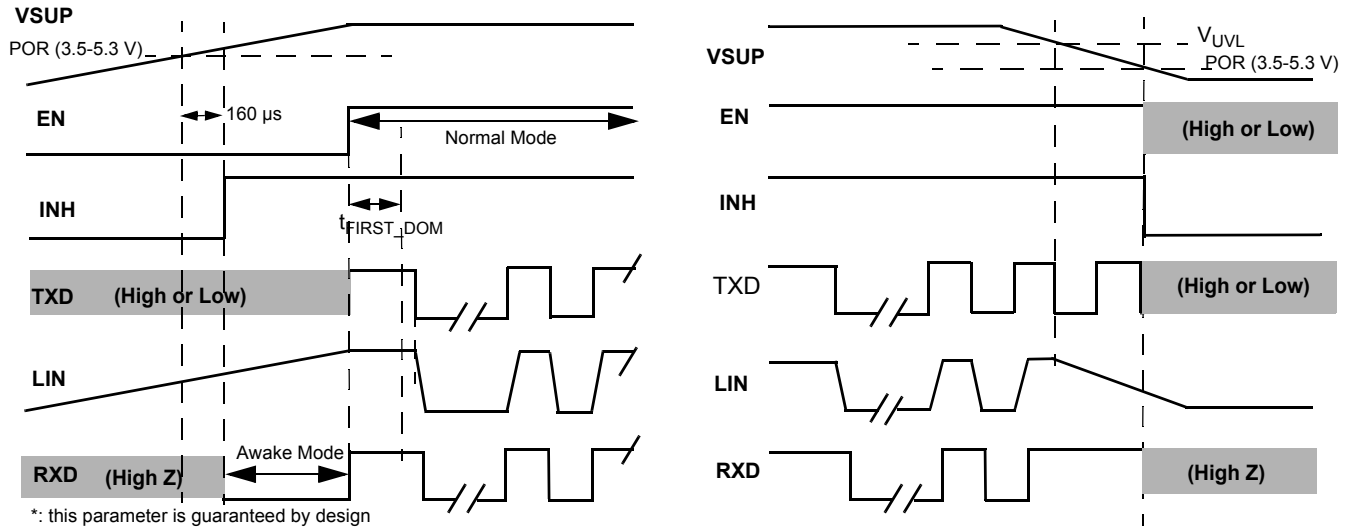 VSUP
POR (3.5-5.3 V)
160 µs
EN
Normal Mode
INH
tFIRST_DOM
TXD (High or Low)
LIN
Awake Mode
RXD (High Z)
*: this parameter is guaranteed by design
VUVL
VSUP
POR (3.5-5.3 V)
EN
(High or Low)
INH
TXD
(High or Low)
LIN
RXD
(High Z)